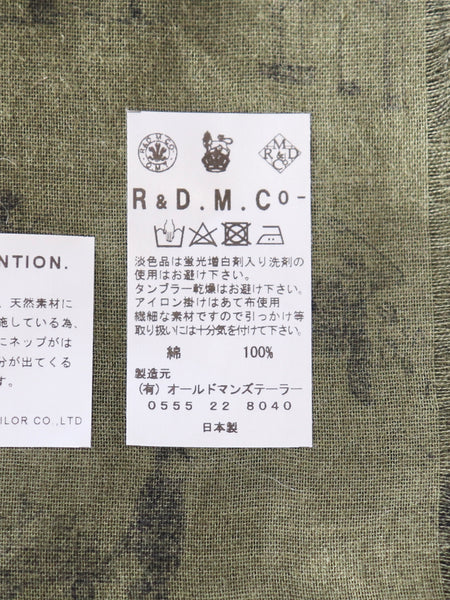 R&D.M.Co-
淡色品は蛍光増白剤入り洗剤の
使用はお避け下さい。
タンブラー乾燥はお避け下さい。
アイロン掛けはあて布使用
繊細な素材ですので引っかけ等
取り扱いには十分気を付けて下さい。
綿 100%
製造元
(有) オールドマンズテーラー
0555 22 8040
日本製
NTION.
、天然素材に
施している為、
にネップがは
分が出てくる
す。
ILOR CO.,LTD